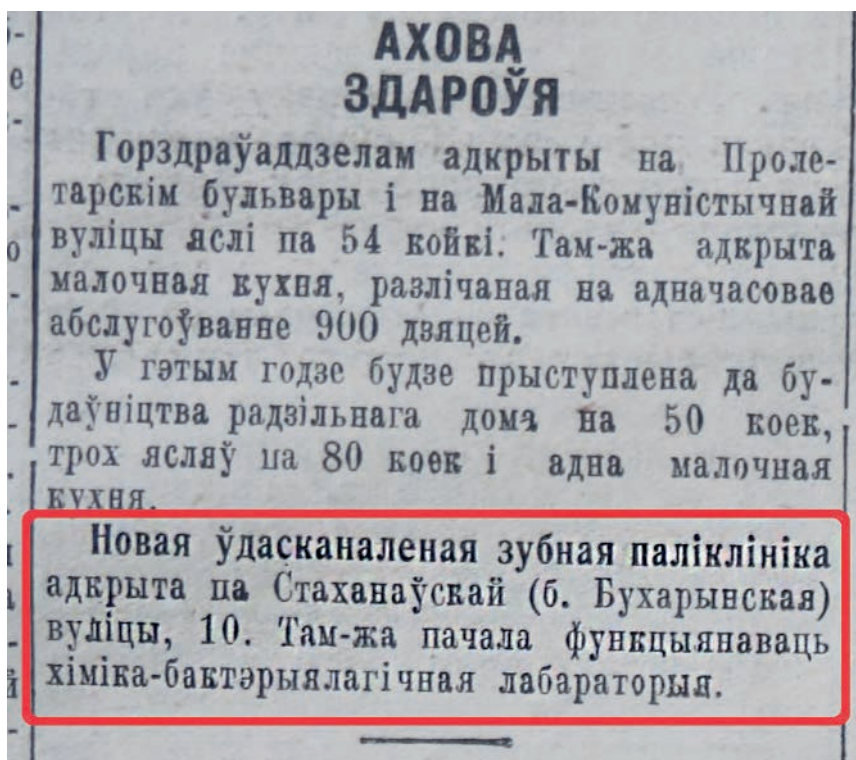 АХОВА
ЗДАРОЎЯ
Горздраўаддзелам адкрыты на Проле-
тарскім бульвары і на Мала-Комуністычнай
вуліцы яслі па 54 койкі. Там-жа адкрыта
малочная кухня, разлічаная на адначасовае
абслугоўванне 900 дзяцей.
У гэтым годзе будзе прыступлена да бу-
даўніцтва радзільнага дома на 50 коек,
трох ясляў па 80 коек і адна малочная
кухня.
Новая ўдасканаленая зубная паліклініка
адкрыта па Стаханаўскай (б. Бухарынская)
вуліцы, 10. Там-жа пачала функцыянаваць
хіміка-бактэрыялагічная лабараторыя.